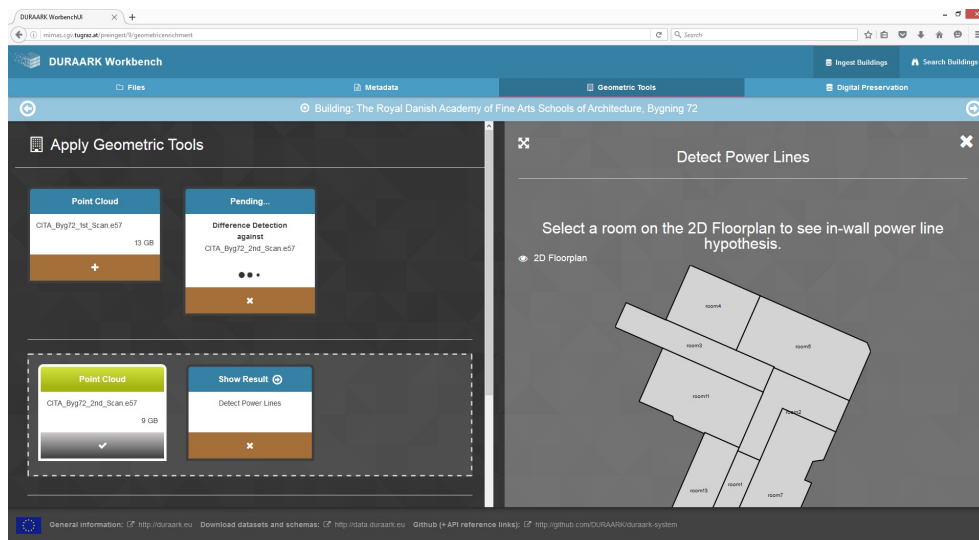 DURAARK WorbenchUI
mimas.cgv.tugraz.at/preingest/9/geometricenrichment
Search
DURAARK Workbench
Ingest Buildings
Search Buildings
Files
Metadata
Geometric Tools
Digital Preservation
Building: The Royal Danish Academy of Fine Arts Schools of Architecture, Bygning 72
Apply Geometric Tools
Point Cloud
CITA_Byg72_1st_Scan.e57
13 GB
Pending...
Difference Detection
against
CITA_Byg72_2nd_Scan.e57
Point Cloud
CITA_Byg72_2nd_Scan.e57
9 GB
Show Result
Detect Power Lines
Detect Power Lines
Select a room on the 2D Floorplan to see in-wall power line
hypothesis.
2D Floorplan
room4
room3
room5
room11
room2
room1
room13
room7
General information: http://duraark.eu Download datasets and schemas: http://data.duraark.eu Github (+API reference links): http://github.com/DURAARK/duraark-system